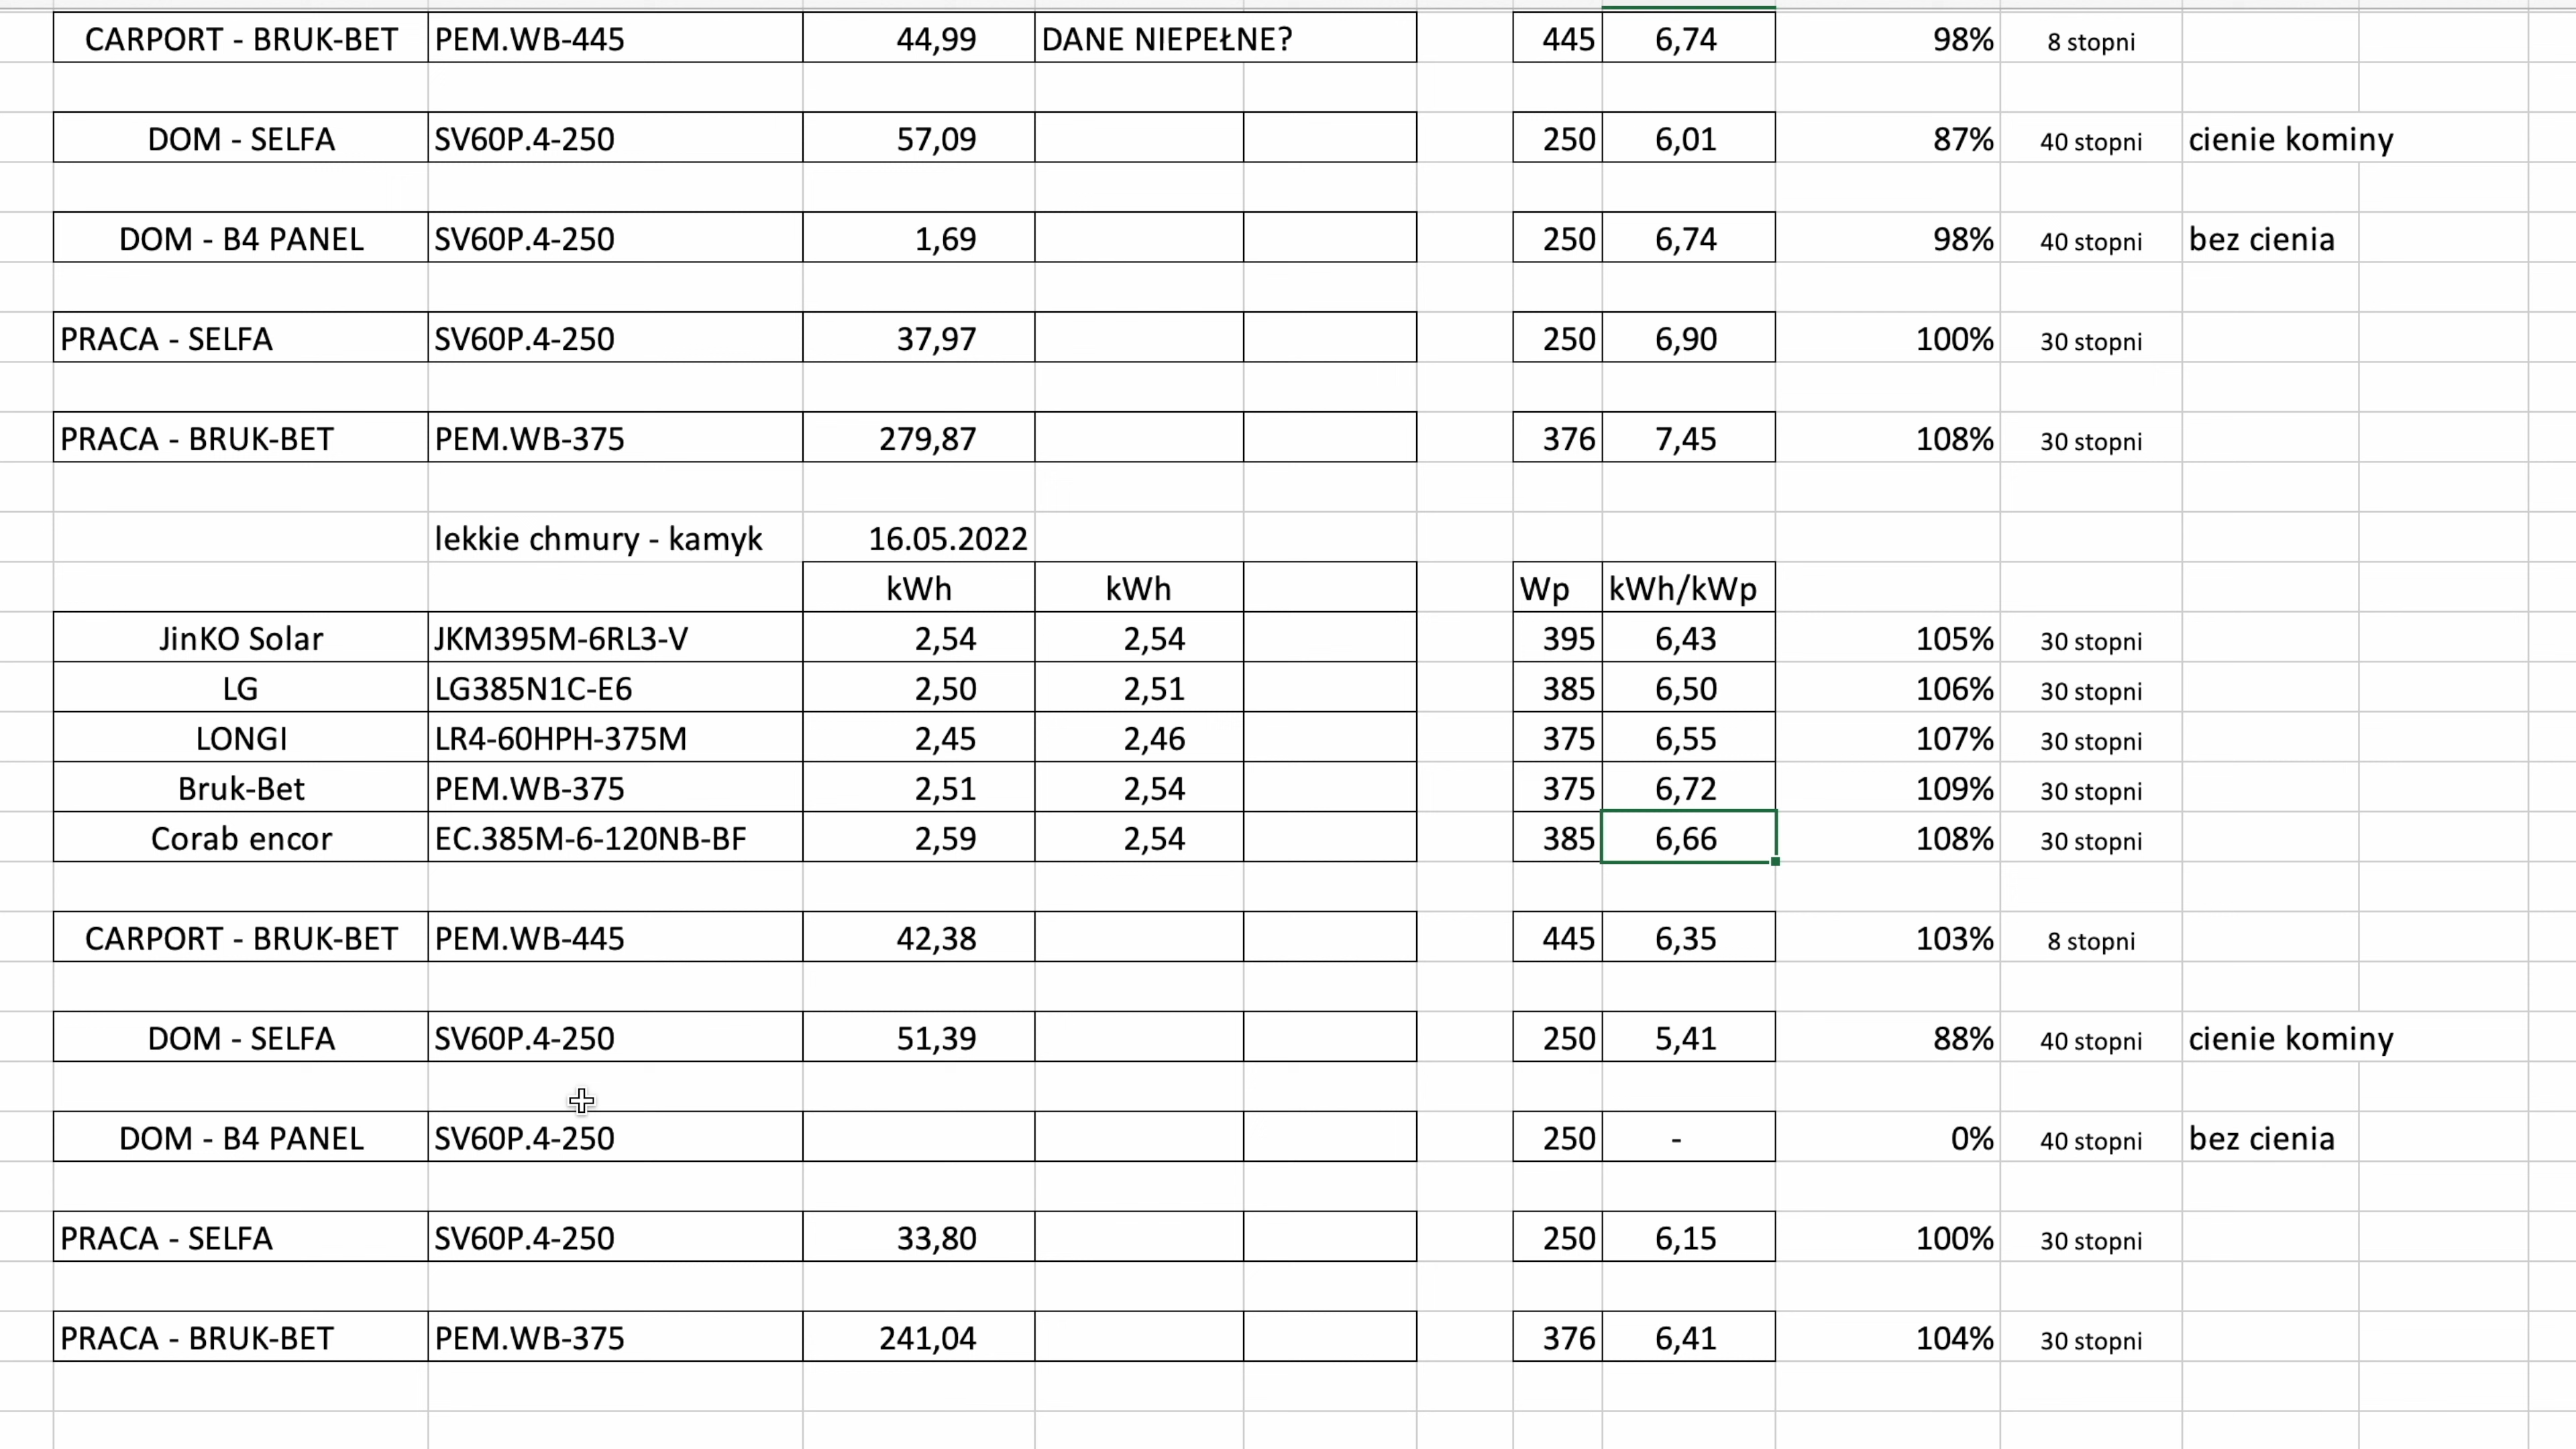 CARPORT - BRUK-BET PEM.WB-445 44,99 DANE NIEPEŁNE? 445 6,74 98% 8 stopni
DOM - SELFA SV60P.4-250 57,09 250 6,01 87% 40 stopni cienie kominy
DOM - B4 PANEL SV60P.4-250 1,69 250 6,74 98% 40 stopni bez cienia
PRACA - SELFA SV60P.4-250 37,97 250 6,90 100% 30 stopni
PRACA - BRUK-BET PEM.WB-375 279,87 376 7,45 108% 30 stopni
lekkie chmury - kamyk 16.05.2022
kWh kWh Wp kWh/kWp
JinKO Solar JKM395M-6RL3-V 2,54 2,54 395 6,43 105% 30 stopni
LG LG385N1C-E6 2,50 2,51 385 6,50 106% 30 stopni
LONGI LR4-60HPH-375M 2,45 2,46 375 6,55 107% 30 stopni
Bruk-Bet PEM.WB-375 2,51 2,54 375 6,72 109% 30 stopni
Corab encor EC.385M-6-120NB-BF 2,59 2,54 385 6,66 108% 30 stopni
CARPORT - BRUK-BET PEM.WB-445 42,38 445 6,35 103% 8 stopni
DOM - SELFA SV60P.4-250 51,39 250 5,41 88% 40 stopni cienie kominy
DOM - B4 PANEL SV60P.4-250 250 - 0% 40 stopni bez cienia
PRACA - SELFA SV60P.4-250 33,80 250 6,15 100% 30 stopni
PRACA - BRUK-BET PEM.WB-375 241,04 376 6,41 104% 30 stopni